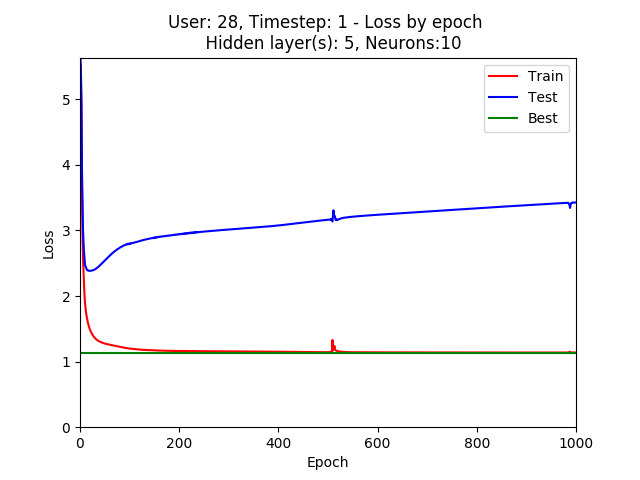 User: 28, Timestep: 1 - Loss by epoch
Hidden layer(s): 5, Neurons:10
Train
Test
Best
5
4
3
2
1
0
Loss
0 200 400 600 800 1000
Epoch